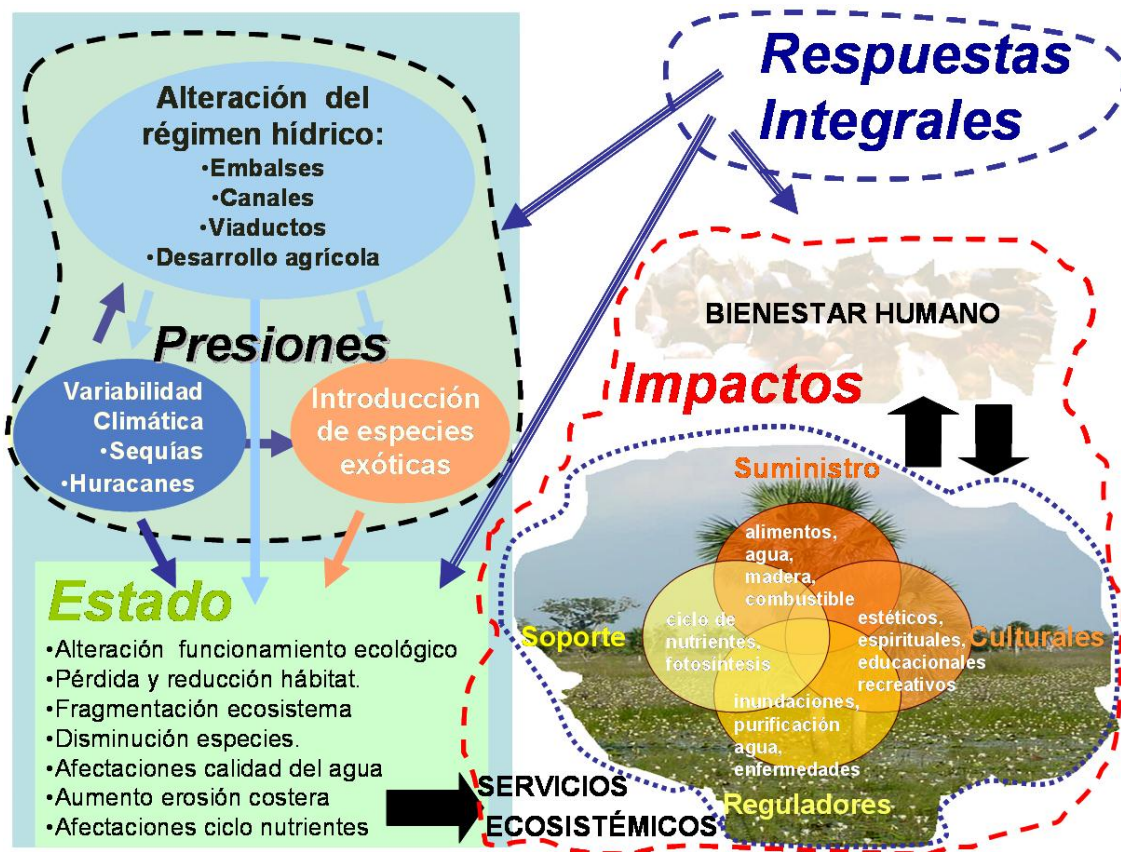 Respuestas
Integrales
Alteración del
régimen hídrico:
•Embalses
•Canales
•Viaductos
•Desarrollo agrícola
Presiones
Variabilidad
Climática
•Sequías
•Huracanes
Introducción
de especies
exóticas
BIENESTAR HUMANO
Impactos
Estado
•Alteración funcionamiento ecológico
•Pérdida y reducción hábitat.
•Fragmentación ecosistema
•Disminución especies.
•Afectaciones calidad del agua
•Aumento erosión costera
•Afectaciones ciclo nutrientes
SERVICIOS
ECOSISTÉMICOS
Suministro
alimentos,
agua,
madera,
combustible
Soporte
ciclo de
nutrientes,
fotosíntesis
estéticos,
espirituales,
educacionales
recreativos
Culturales
inundaciones,
purificación
agua,
enfermedades
Reguladores